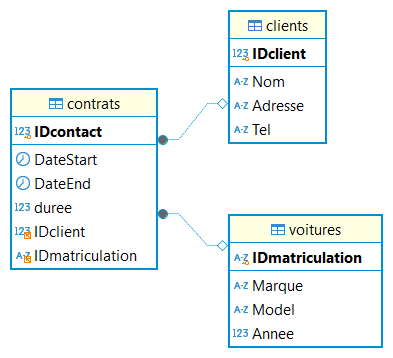 clients
123 IDclient
A-Z Nom
A-Z Adresse
A-Z Tel
contrats
123 IDcontact
DateStart
DateEnd
123 duree
123 IDclient
A-Z IDmatriculation
voitures
A-Z IDmatriculation
A-Z Marque
A-Z Model
123 Annee